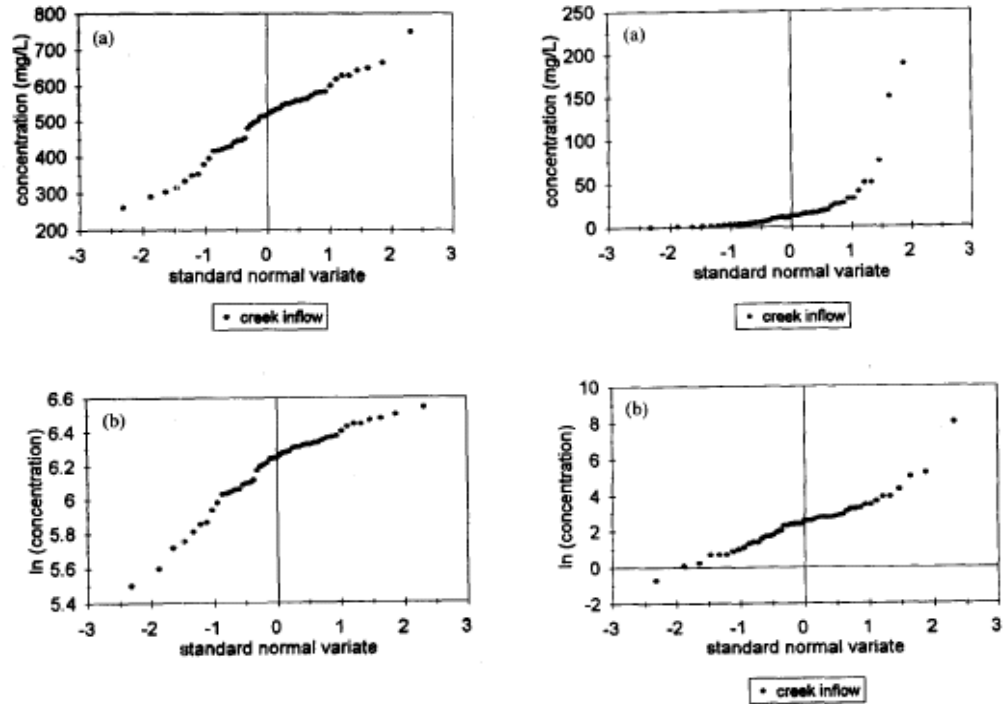 800
(a)
700
600
500
400
300
200
concentration (mg/L)
-3 -2 -1 0 1 2 3
standard normal variate
creek inflow
250
(a)
200
150
100
50
0
concentration (mg/L)
-3 -2 -1 0 1 2 3
standard normal variate
creek inflow
6.6
(b)
6.4
6.2
6
5.8
5.6
5.4
ln (concentration)
-3 -2 -1 0 1 2 3
standard normal variate
10
(b)
8
6
4
2
0
-2
ln (concentration)
-3 -2 -1 0 1 2 3
standard normal variate
creek inflow